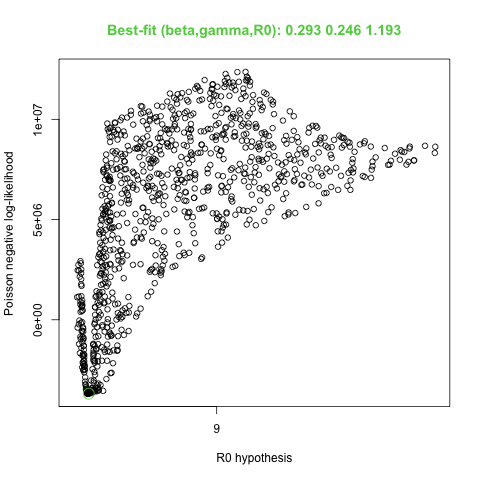 Best-fit (beta,gamma,R0): 0.293 0.246 1.193
Poisson negative log-likelihood
1e+07
5e+06
0e+00
9
R0 hypothesis